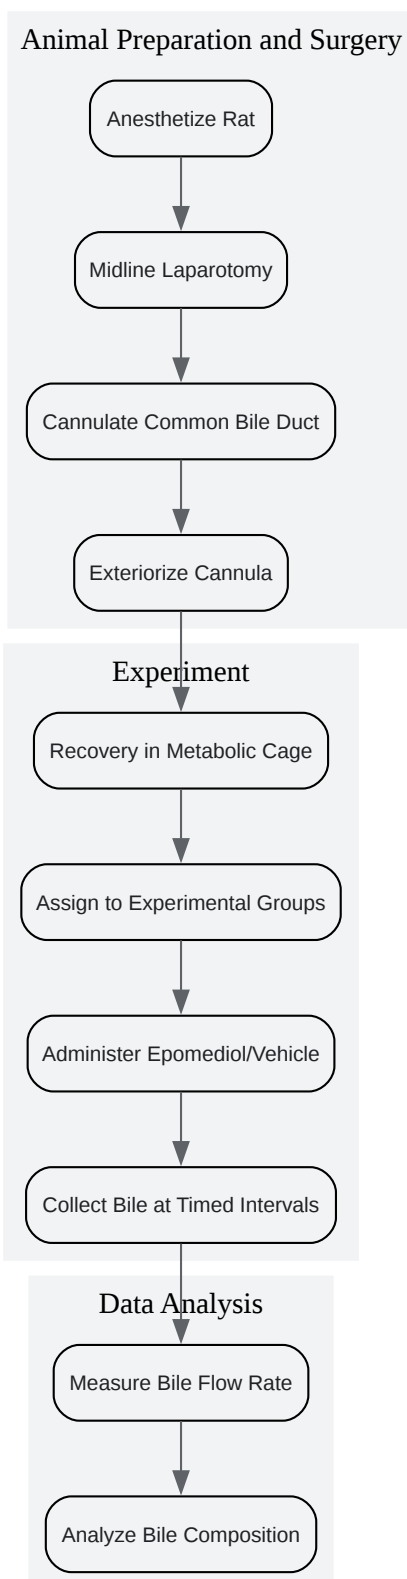 Animal Preparation and Surgery
Anesthetize Rat
Midline Laparotomy
Cannulate Common Bile Duct
Exteriorize Cannula
Experiment
Recovery in Metabolic Cage
Assign to Experimental Groups
Administer Epomediol/Vehicle
Collect Bile at Timed Intervals
Data Analysis
Measure Bile Flow Rate
Analyze Bile Composition